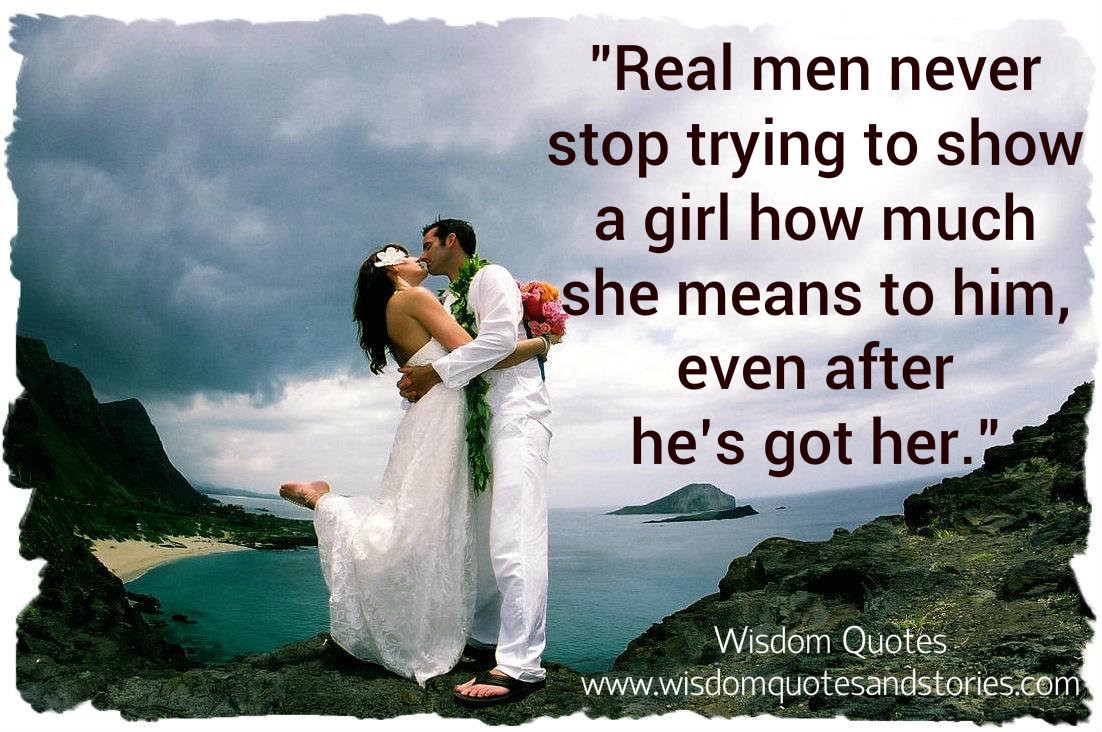 "Real men never
stop trying to show
a girl how much
she means to him,
even after
he's got her."
Wisdom Quotes
www.wisdomquotesandstories.com